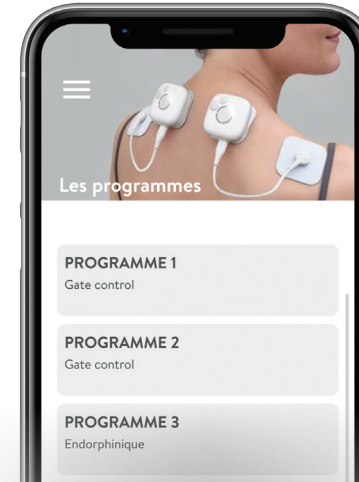 Les programmes
PROGRAMME 1
Gate control
PROGRAMME 2
Gate control
PROGRAMME 3
Endorphinique